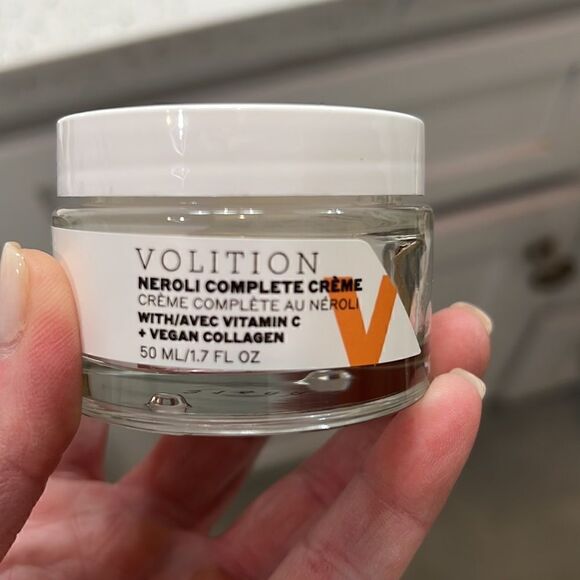 VOLITION
NEROLI COMPLETE CRÈME
CRÈME COMPLÈTE AU NÉROLI
WITH/AVEC VITAMIN C
+ VEGAN COLLAGEN
50 ML/1.7 FL OZ
V